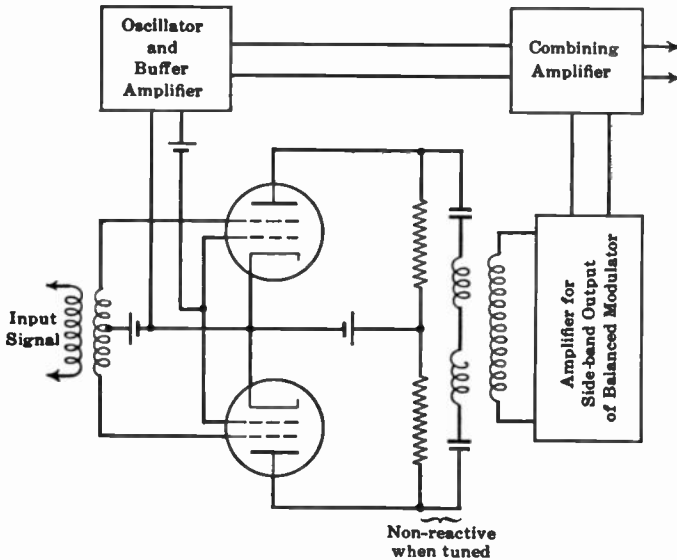 Oscillator
and
Buffer
Amplifier
Combining
Amplifier
Input
Signal
Amplifier for
Side-band Output
of Balanced Modulator
Non-reactive
when tuned